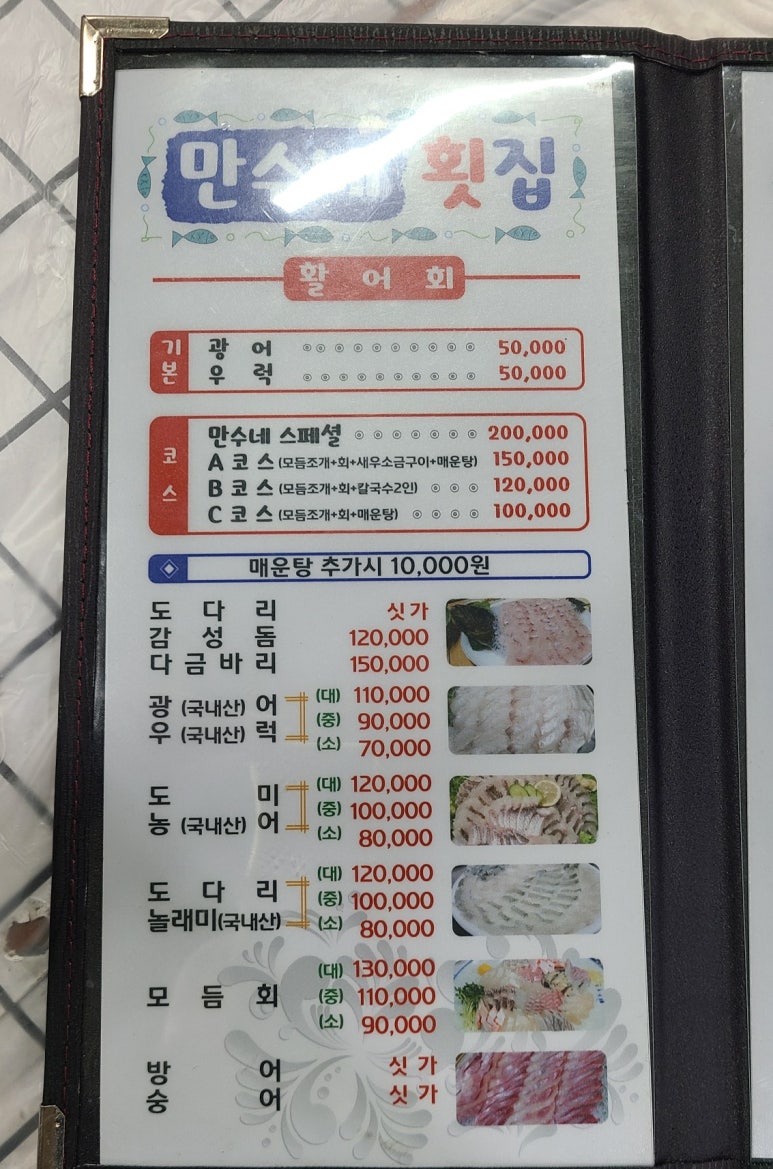 만수네 횟집
활어회
기본
광어 50,000
우럭 50,000
코스
만수네 스페셜 200,000
A 코스 (모듬조개+회+새우소금구이+매운탕) 150,000
B 코스 (모듬조개+회+칼국수2인) 120,000
C 코스 (모듬조개+회+매운탕) 100,000
매운탕 추가시 10,000원
도다리 싯가
감성돔 120,000
다금바리 150,000
광(국내산)어 (대) 110,000
(중) 90,000
우(국내산)럭 (소) 70,000
도미 (대) 120,000
(중) 100,000
농(국내산)어 (소) 80,000
도다리 (대) 120,000
(중) 100,000
놀래미(국내산) (소) 80,000
(대) 130,000
모듬회 (중) 110,000
(소) 90,000
방어 싯가
숭어 싯가